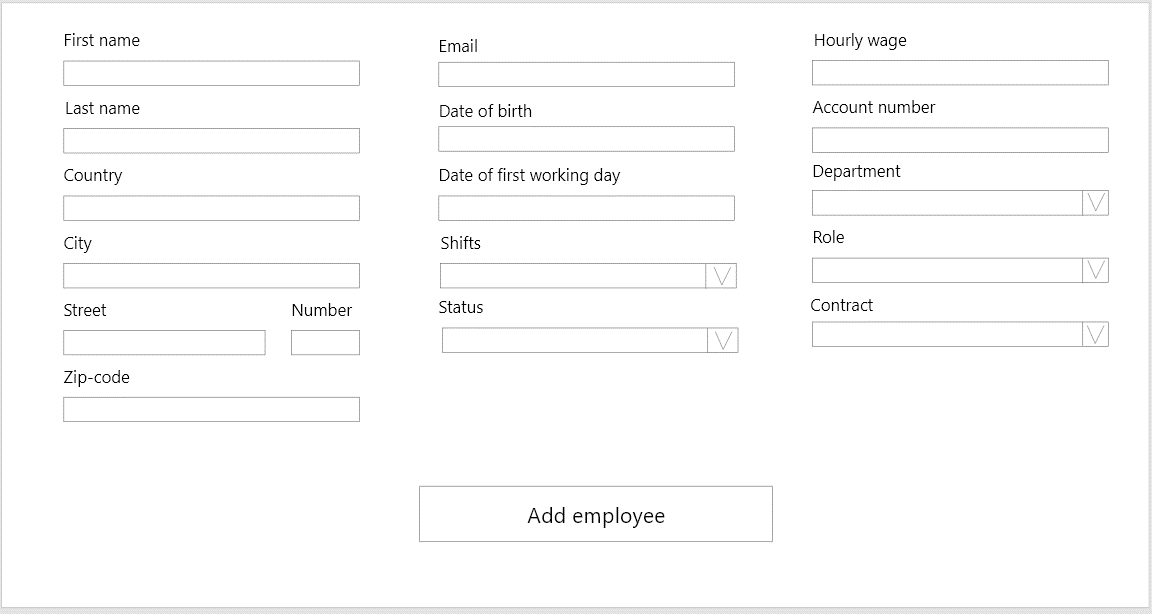 First name
Last name
Country
City
Street
Number
Zip-code
Email
Date of birth
Date of first working day
Shifts
Status
Hourly wage
Account number
Department
Role
Contract
Add employee